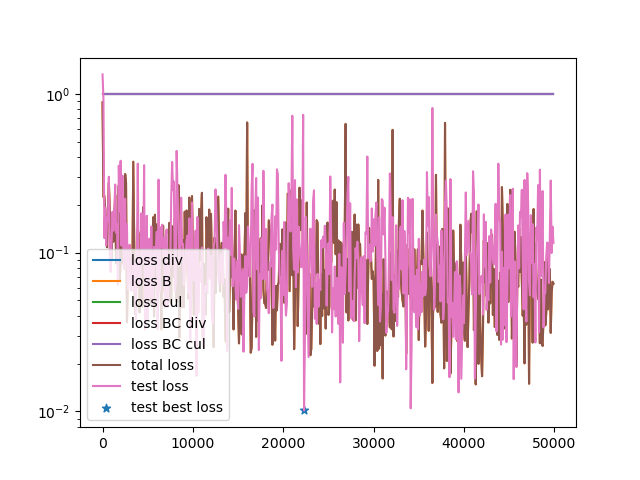 10⁰
10⁻¹
10⁻²
loss div
loss B
loss cul
loss BC div
loss BC cul
total loss
test loss
test best loss
0 10000 20000 30000 40000 50000